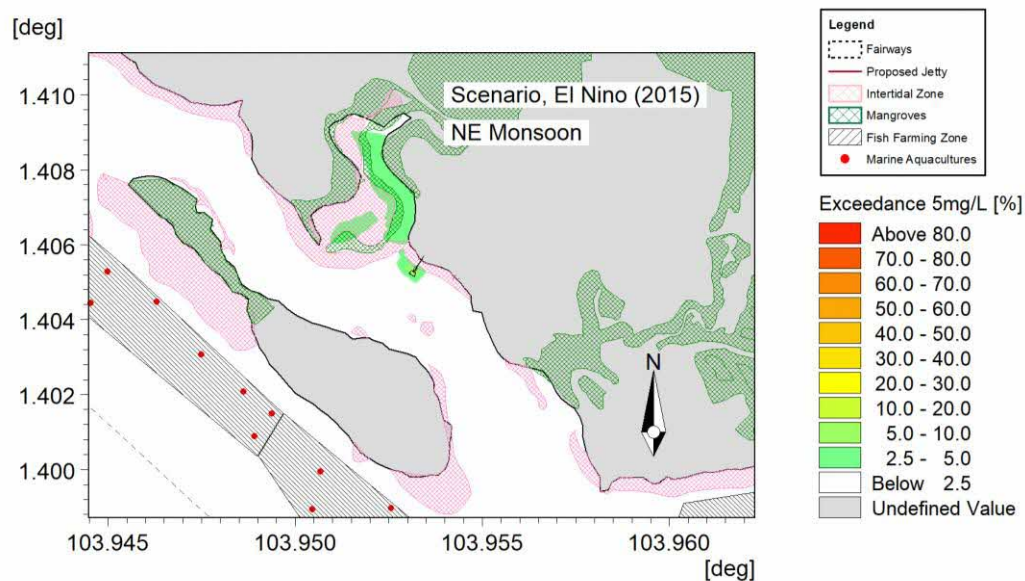 [deg]
1.410
1.408
1.406
1.404
1.402
1.400
Scenario, El Nino (2015)
NE Monsoon
N
103.945
103.950
103.955
103.960
[deg]
Legend
Fairways
Proposed Jetty
Intertidal Zone
Mangroves
Fish Farming Zone
Marine Aquacultures
Exceedance 5mg/L [%]
Above 80.0
70.0 - 80.0
60.0 - 70.0
50.0 - 60.0
40.0 - 50.0
30.0 - 40.0
20.0 - 30.0
10.0 - 20.0
5.0 - 10.0
2.5 - 5.0
Below 2.5
Undefined Value